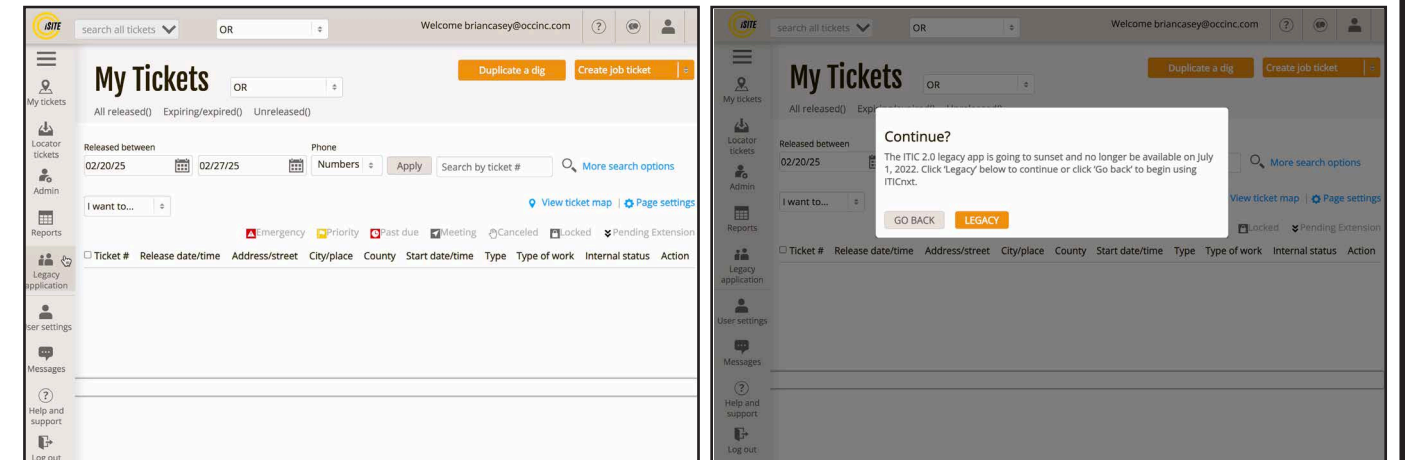 iSITE
search all tickets
OR
Welcome briancasey@occinc.com
?
My tickets
Locator
tickets
Admin
Reports
Legacy
application
ser settings
Messages
?
Help and
support
Log out
My Tickets
OR
Duplicate a dig
Create job ticket
All released() Expiring/expired() Unreleased()
Released between
Phone
02/20/25
02/27/25
Numbers
Apply
Search by ticket #
More search options
I want to...
View ticket map | Page settings
Emergency Priority Past due Meeting Canceled Locked Pending Extension
Ticket # Release date/time Address/street City/place County Start date/time Type Type of work Internal status Action
iSITE
search all tickets
OR
Welcome briancasey@occinc.com
?
My tickets
Locator
tickets
Admin
Reports
Legacy
application
User settings
Messages
?
Help and
support
Log out
My Tickets
OR
Duplicate a dig
Create job ticket
All released()
Released between
02/20/25
More search options
I want to...
View ticket map | Page settings
Locked Pending Extension
Ticket # Release date/time Address/street City/place County Start date/time Type Type of work Internal status Action
Continue?
The ITIC 2.0 legacy app is going to sunset and no longer be available on July
1, 2022. Click 'Legacy' below to continue or click 'Go back' to begin using
ITICnxt.
GO BACK
LEGACY